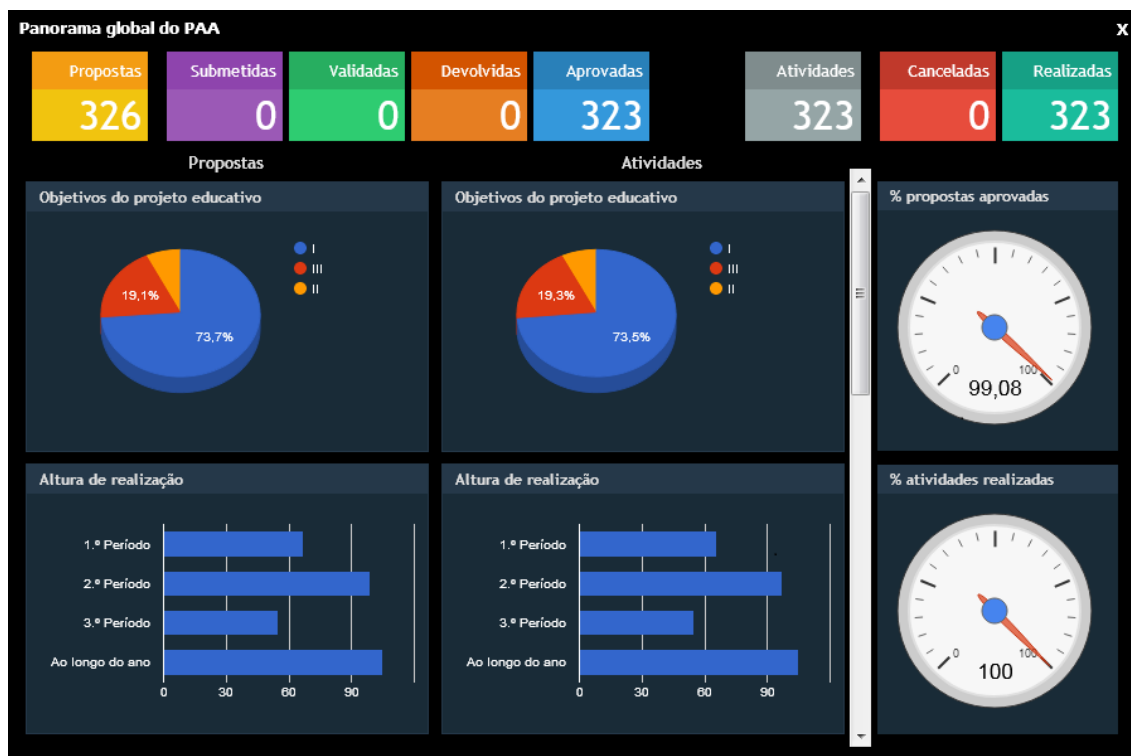 Panorama global do PAA X
Propostas Submetidas Validadas Devolvidas Aprovadas Atividades Canceladas Realizadas
326 0 0 0 323 323 0 323
Propostas Atividades
Objetivos do projeto educativo
I
III
II
19,1%
73,7%
Objetivos do projeto educativo
I
III
II
19,3%
73,5%
% propostas aprovadas
0 100
99,08
Altura de realização
1.º Período
2.º Período
3.º Período
Ao longo do ano
0 30 60 90
Altura de realização
1.º Período
2.º Período
3.º Período
Ao longo do ano
0 30 60 90
% atividades realizadas
0 100
100